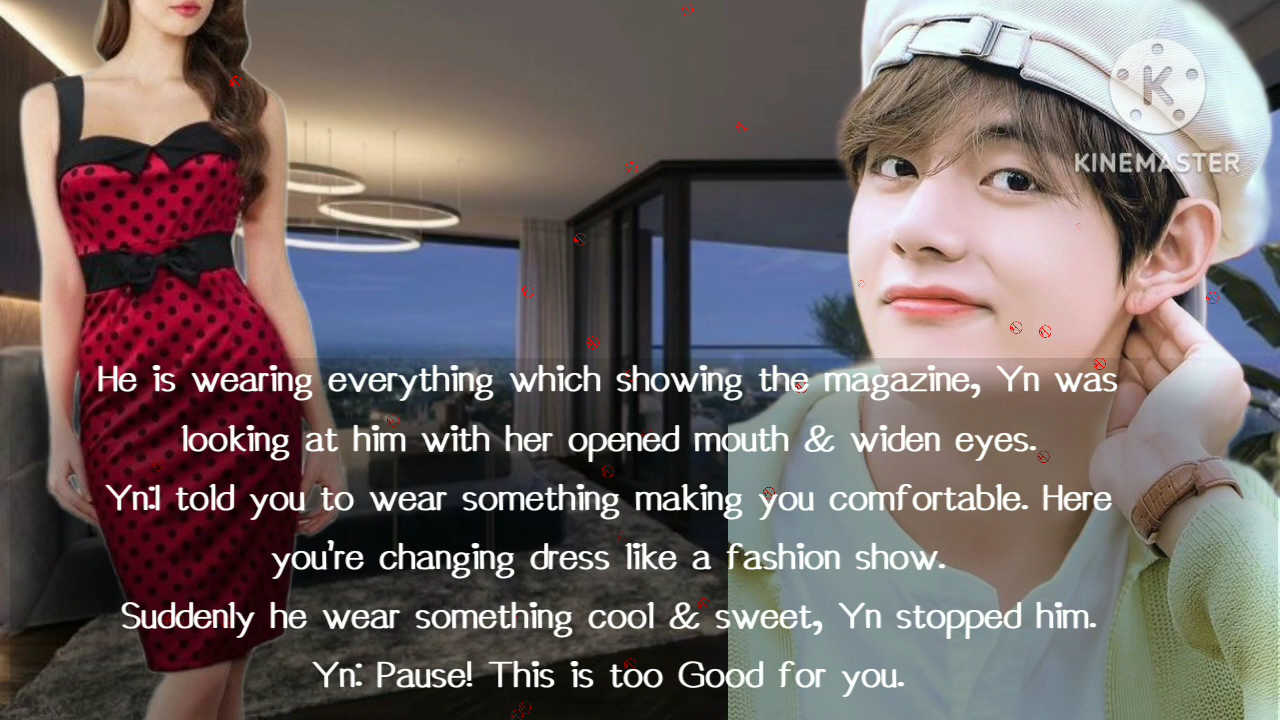 K
KINEMASTER
He is wearing everything which showing the magazine, Yn was
looking at him with her opened mouth & widen eyes.
Yn:I told you to wear something making you comfortable. Here
you're changing dress like a fashion show.
Suddenly he wear something cool & sweet, Yn stopped him.
Yn: Pause! This is too Good for you.